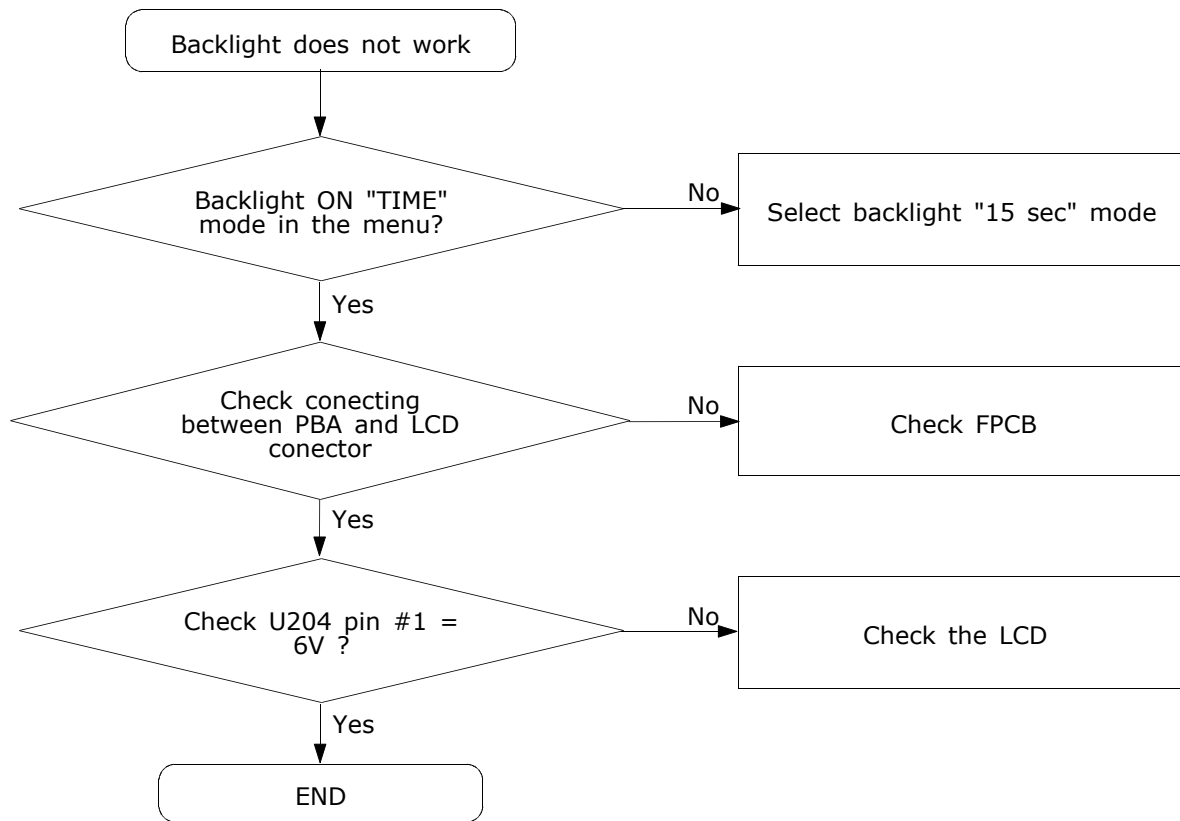 Backlight does not work
Backlight ON "TIME"
mode in the menu?
No
Select backlight "15 sec" mode
Yes
Check conecting
between PBA and LCD
conector
No
Check FPCB
Yes
Check U204 pin #1 =
6V ?
No
Check the LCD
Yes
END